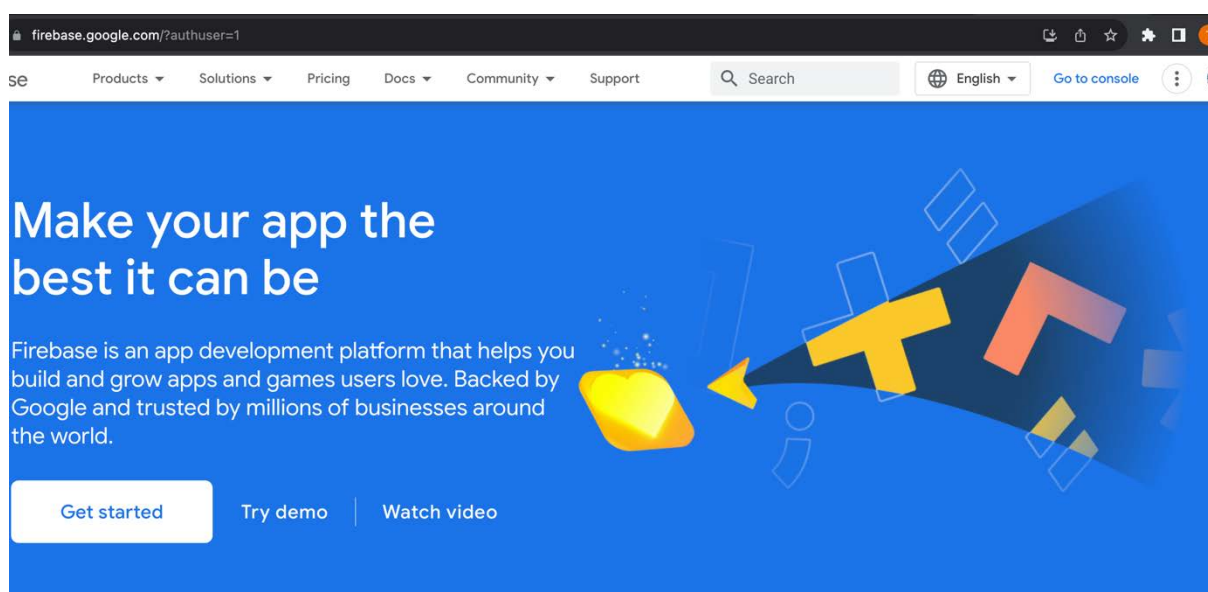 firebase.google.com/?authuser=1
se Products Solutions Pricing Docs Community Support Search English Go to console
Make your app the
best it can be
Firebase is an app development platform that helps you
build and grow apps and games users love. Backed by
Google and trusted by millions of businesses around
the world.
Get started Try demo Watch video